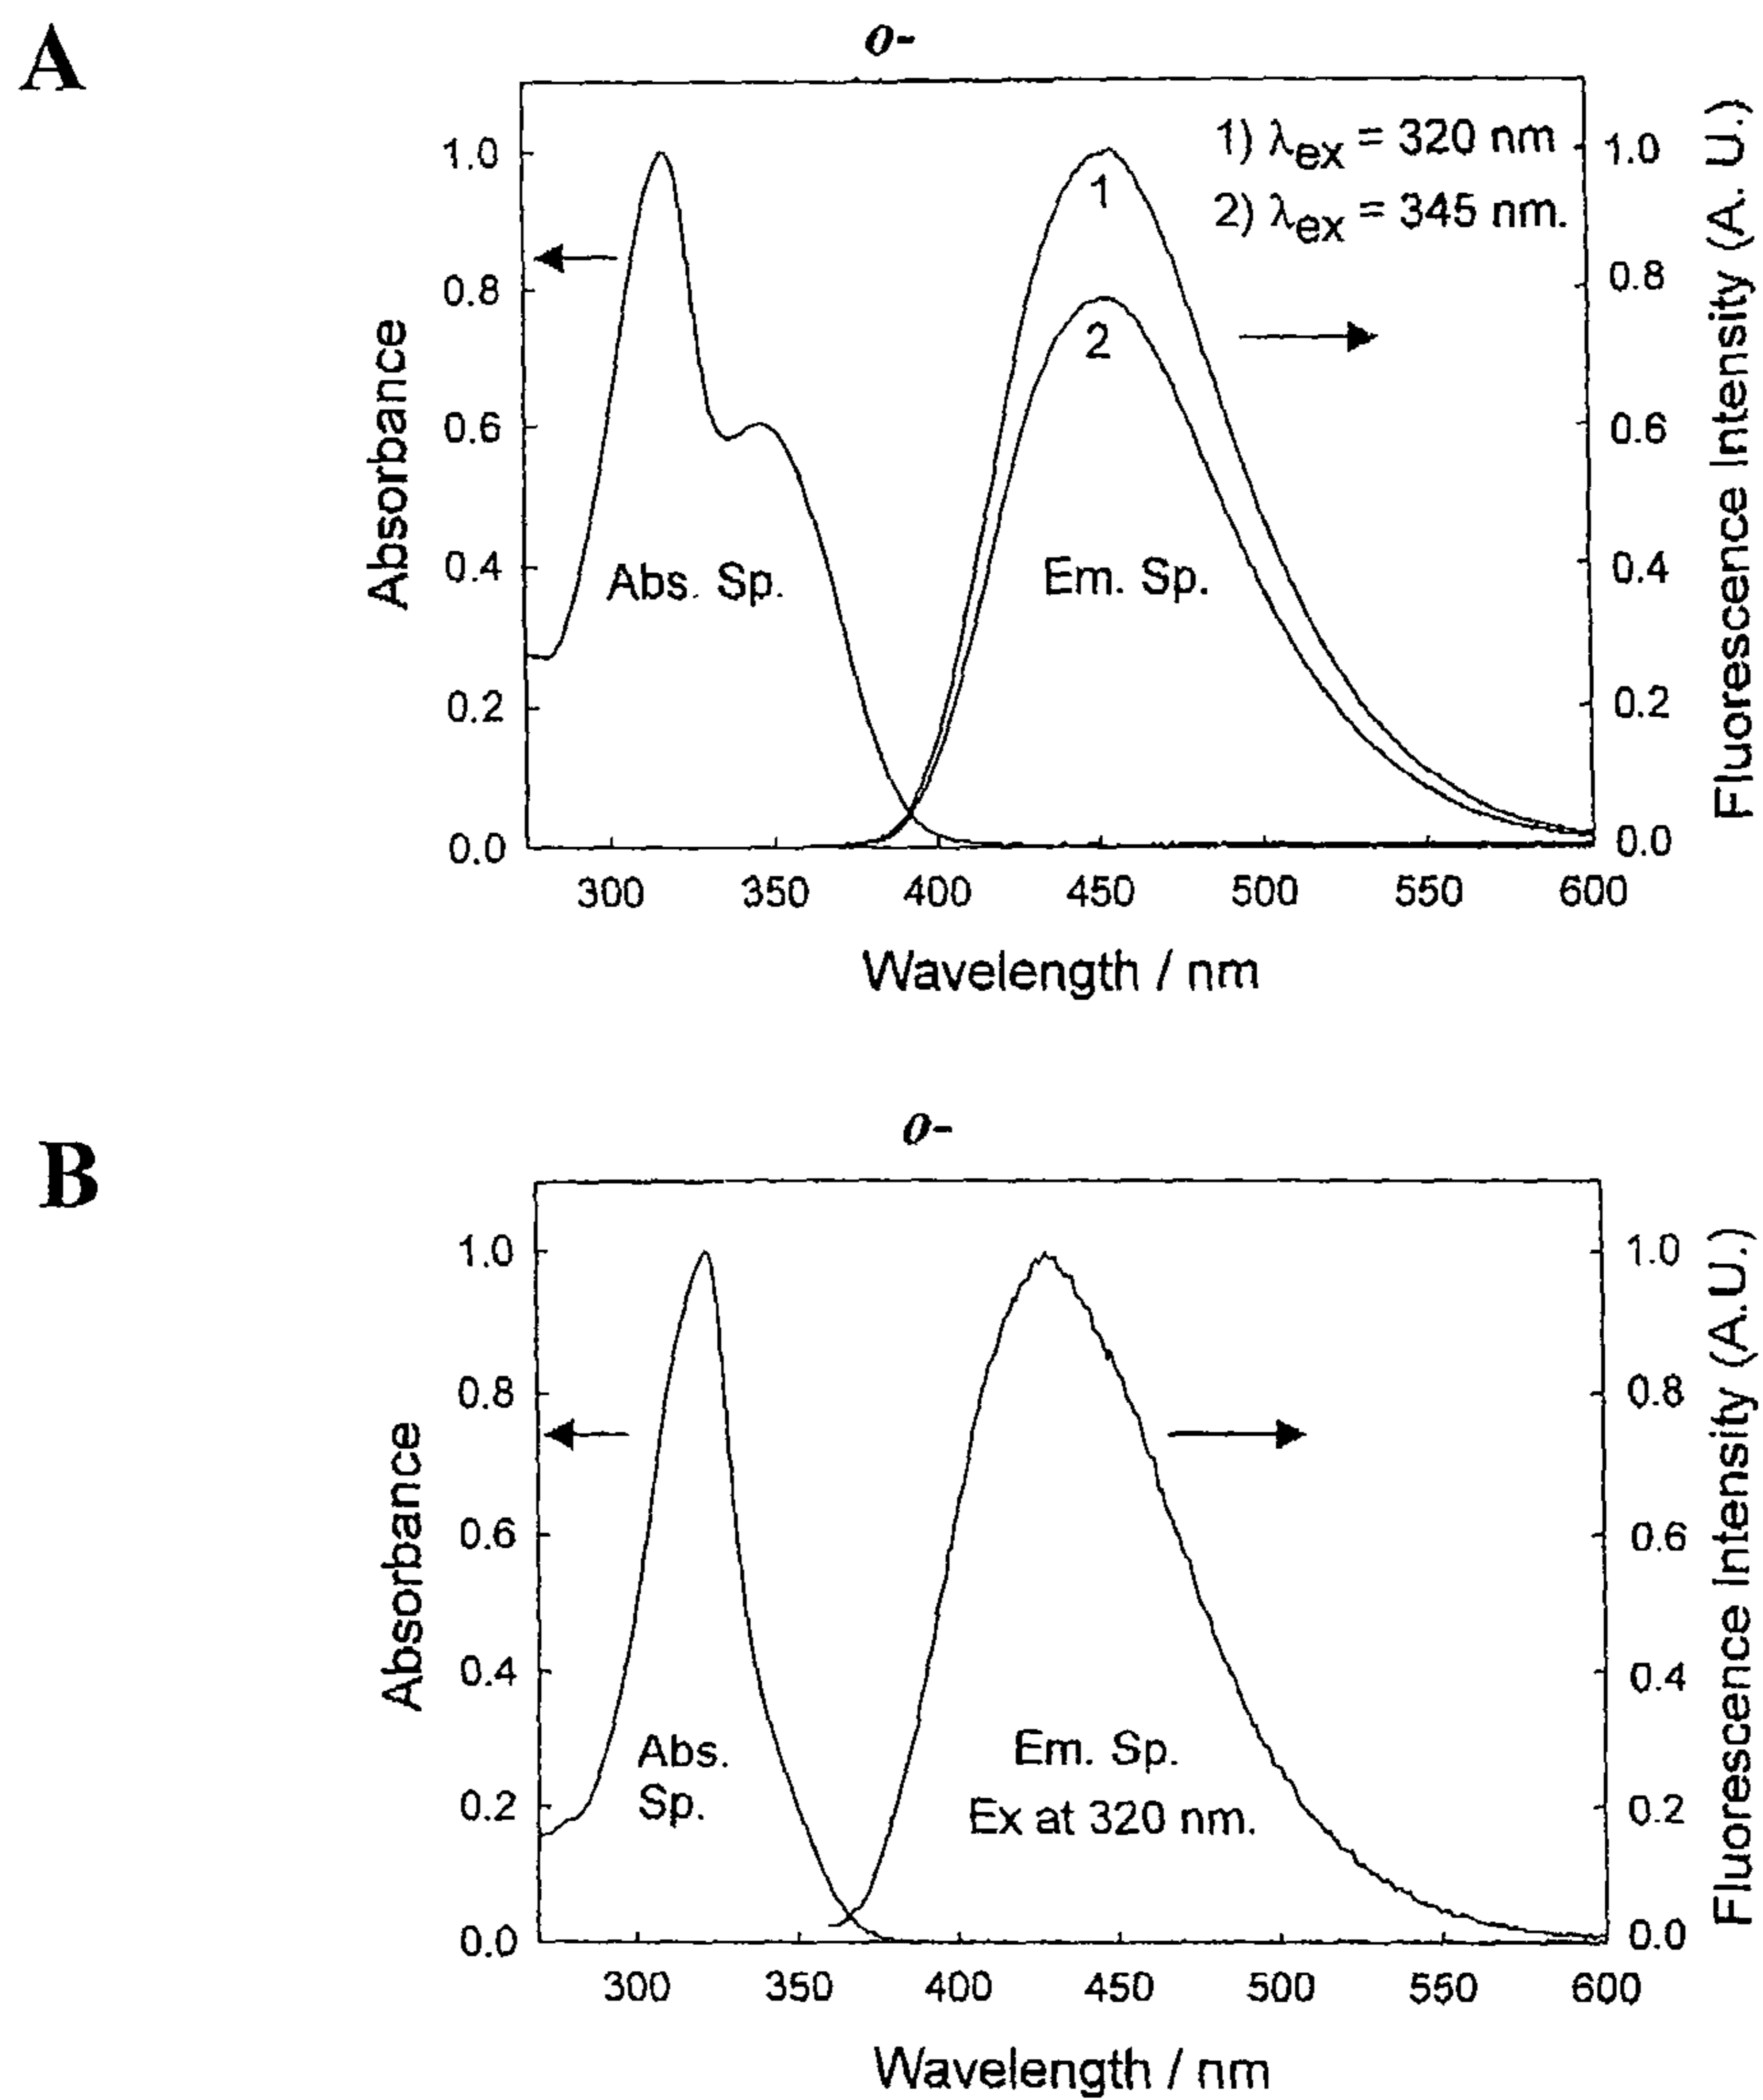 A
o-
1) λex = 320 nm
2) λex = 345 nm.
1.0
0.8
0.6
0.4
0.2
0.0
Absorbance
1
2
Abs. Sp.
Em. Sp.
1.0
0.8
0.6
0.4
0.2
0.0
Fluorescence Intensity (A. U.)
300 350 400 450 500 550 600
Wavelength / nm
B
o-
1.0
0.8
0.6
0.4
0.2
0.0
Absorbance
Abs.
Sp.
Em. Sp.
Ex at 320 nm.
1.0
0.8
0.6
0.4
0.2
0.0
Fluorescence Intensity (A.U.)
300 350 400 450 500 550 600
Wavelength / nm